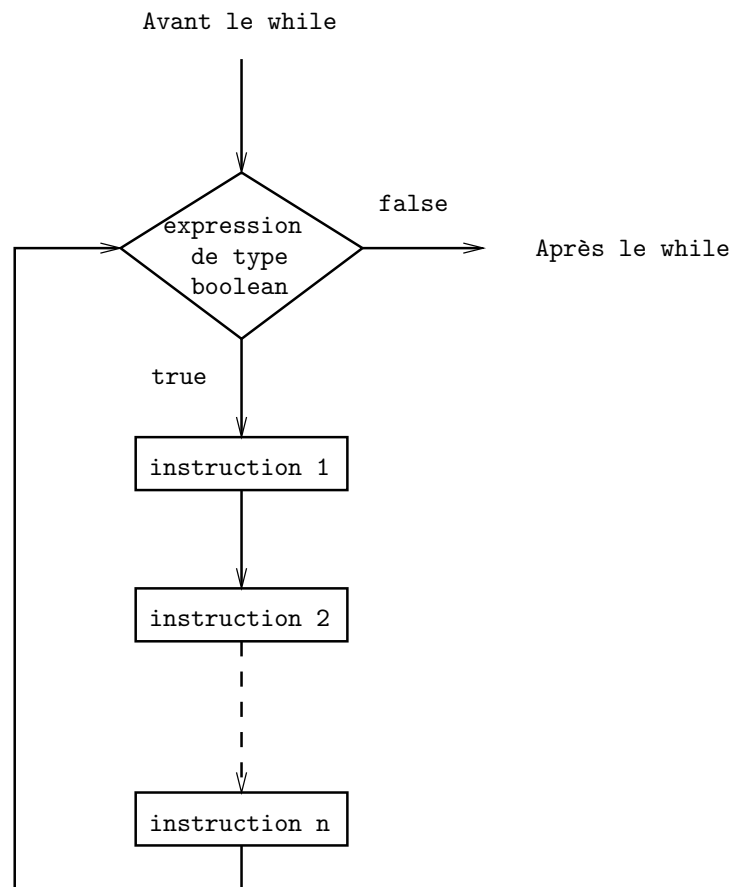 Avant le while
false
expression
de type
boolean
Après le while
true
instruction 1
instruction 2
instruction n